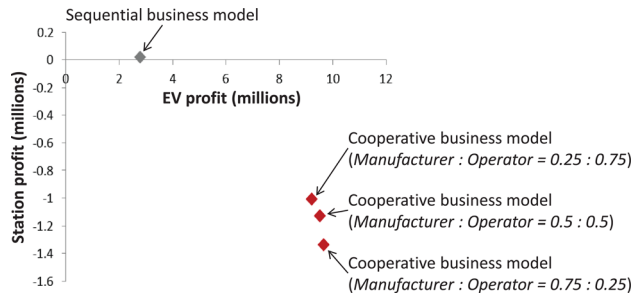 Sequential business model
0.2
0
0 2 4 6 8 10 12
EV profit (millions)
-0.2
-0.4
-0.6
-0.8
-1
-1.2
-1.4
-1.6
Station profit (millions)
Cooperative business model
(Manufacturer : Operator = 0.25 : 0.75)
Cooperative business model
(Manufacturer : Operator = 0.5 : 0.5)
Cooperative business model
(Manufacturer : Operator = 0.75 : 0.25)